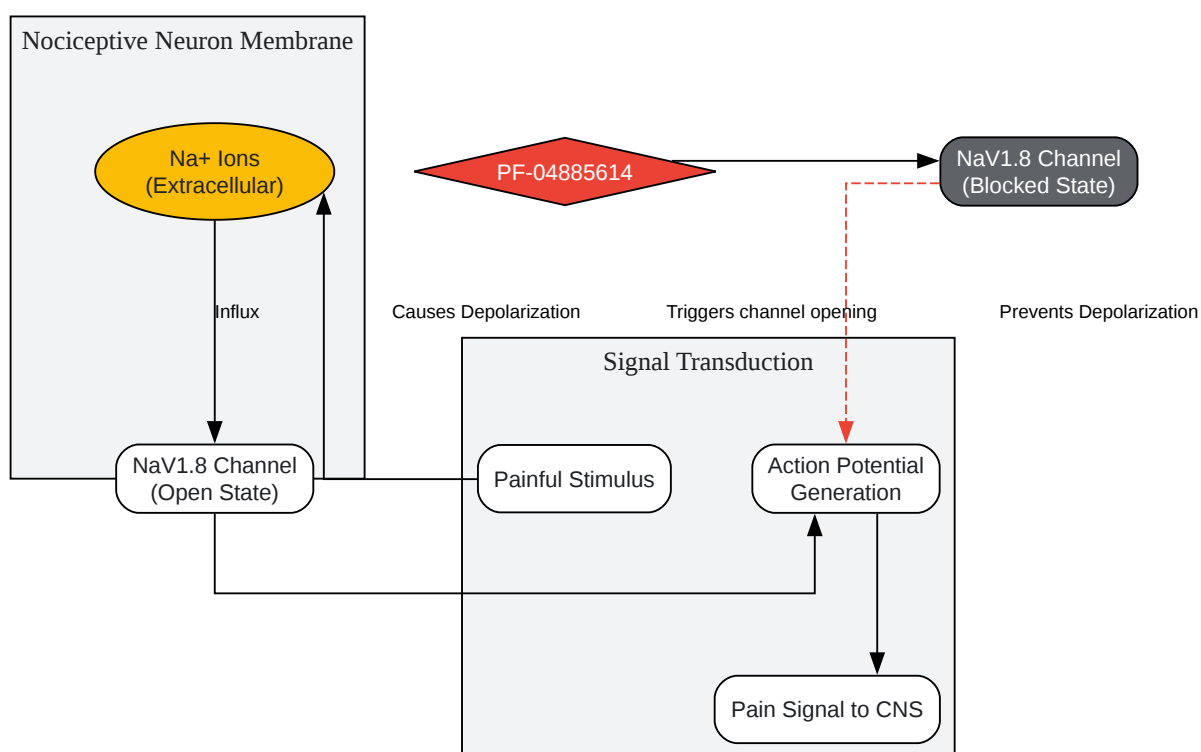 Nociceptive Neuron Membrane
Na+ Ions
(Extracellular)
PF-04885614
NaV1.8 Channel
(Blocked State)
Influx
Causes Depolarization
Triggers channel opening
Prevents Depolarization
Signal Transduction
NaV1.8 Channel
(Open State)
Painful Stimulus
Action Potential
Generation
Pain Signal to CNS